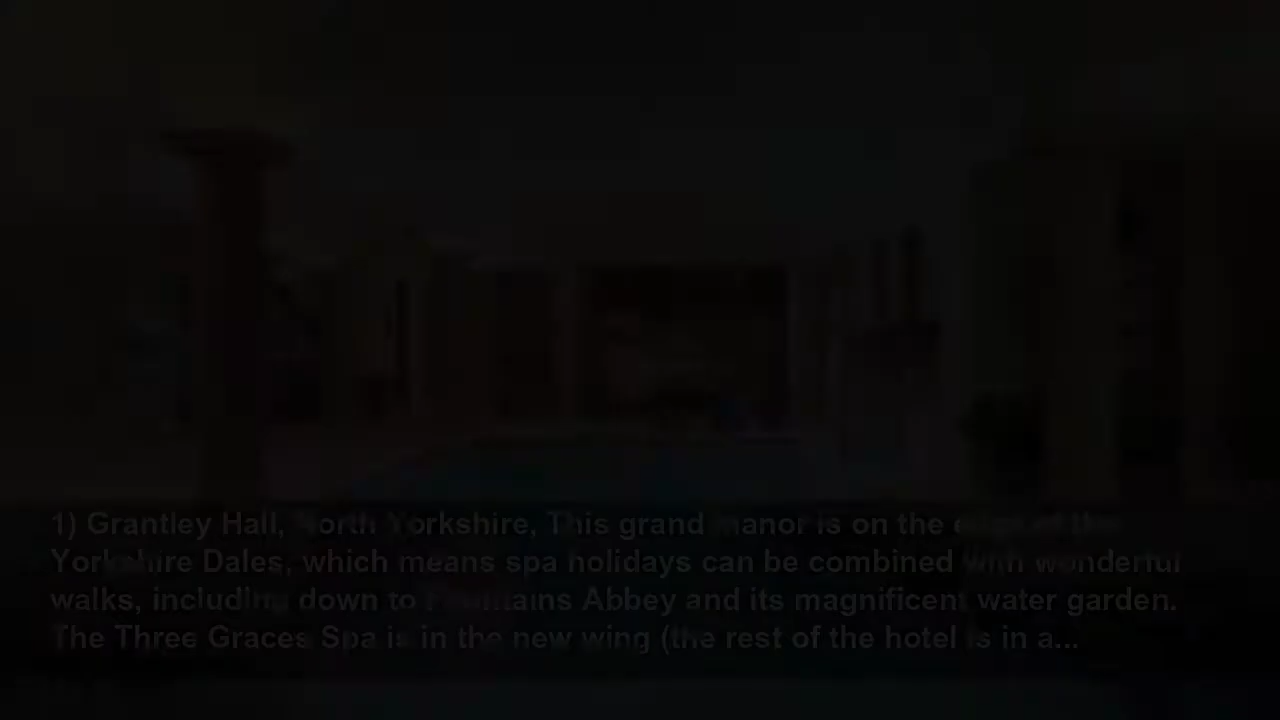 1) Grantley Hall, North Yorkshire, This grand manor is on the edge of the
Yorkshire Dales, which means spa holidays can be combined with wonderful
walks, including down to Fountains Abbey and its magnificent water garden.
The Three Graces Spa is in the new wing (the rest of the hotel is in a...